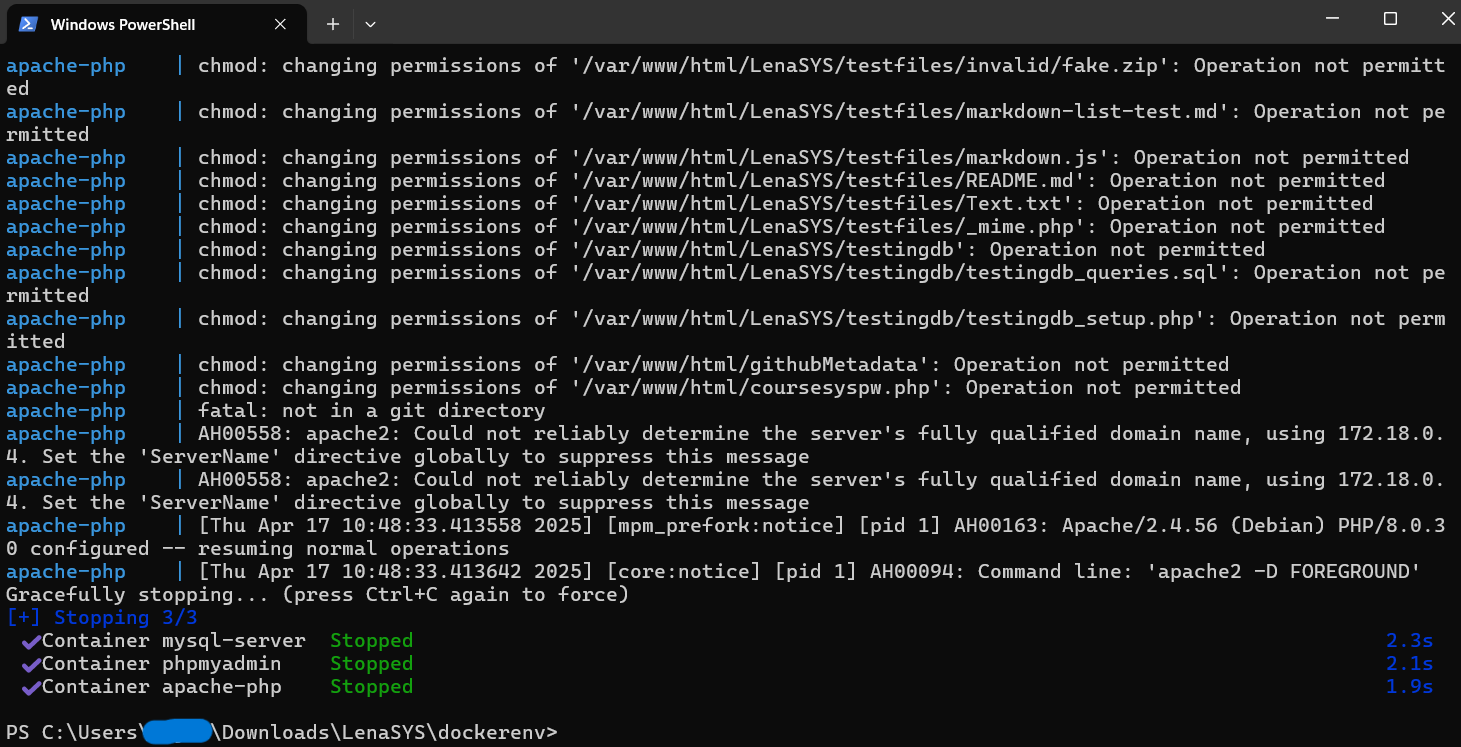 Windows PowerShell
apache-php    | chmod: changing permissions of '/var/www/html/LenaSYS/testfiles/invalid/fake.zip': Operation not permitt
ed
apache-php    | chmod: changing permissions of '/var/www/html/LenaSYS/testfiles/markdown-list-test.md': Operation not pe
rmitted
apache-php    | chmod: changing permissions of '/var/www/html/LenaSYS/testfiles/markdown.js': Operation not permitted
apache-php    | chmod: changing permissions of '/var/www/html/LenaSYS/testfiles/README.md': Operation not permitted
apache-php    | chmod: changing permissions of '/var/www/html/LenaSYS/testfiles/Text.txt': Operation not permitted
apache-php    | chmod: changing permissions of '/var/www/html/LenaSYS/testfiles/_mime.php': Operation not permitted
apache-php    | chmod: changing permissions of '/var/www/html/LenaSYS/testingdb': Operation not permitted
apache-php    | chmod: changing permissions of '/var/www/html/LenaSYS/testingdb/testingdb_queries.sql': Operation not pe
rmitted
apache-php    | chmod: changing permissions of '/var/www/html/LenaSYS/testingdb/testingdb_setup.php': Operation not perm
itted
apache-php    | chmod: changing permissions of '/var/www/html/githubMetadata': Operation not permitted
apache-php    | chmod: changing permissions of '/var/www/html/coursesyspw.php': Operation not permitted
apache-php    | fatal: not in a git directory
apache-php    | AH00558: apache2: Could not reliably determine the server's fully qualified domain name, using 172.18.0.
4. Set the 'ServerName' directive globally to suppress this message
apache-php    | AH00558: apache2: Could not reliably determine the server's fully qualified domain name, using 172.18.0.
4. Set the 'ServerName' directive globally to suppress this message
apache-php    | [Thu Apr 17 10:48:33.413558 2025] [mpm_prefork:notice] [pid 1] AH00163: Apache/2.4.56 (Debian) PHP/8.0.3
0 configured -- resuming normal operations
apache-php    | [Thu Apr 17 10:48:33.413642 2025] [core:notice] [pid 1] AH00094: Command line: 'apache2 -D FOREGROUND'
Gracefully stopping... (press Ctrl+C again to force)
[+] Stopping 3/3
✔Container mysql-server  Stopped 2.3s
✔Container phpmyadmin    Stopped 2.1s
✔Container apache-php    Stopped 1.9s
PS C:\Users\ \Downloads\LenaSYS\dockerenv>